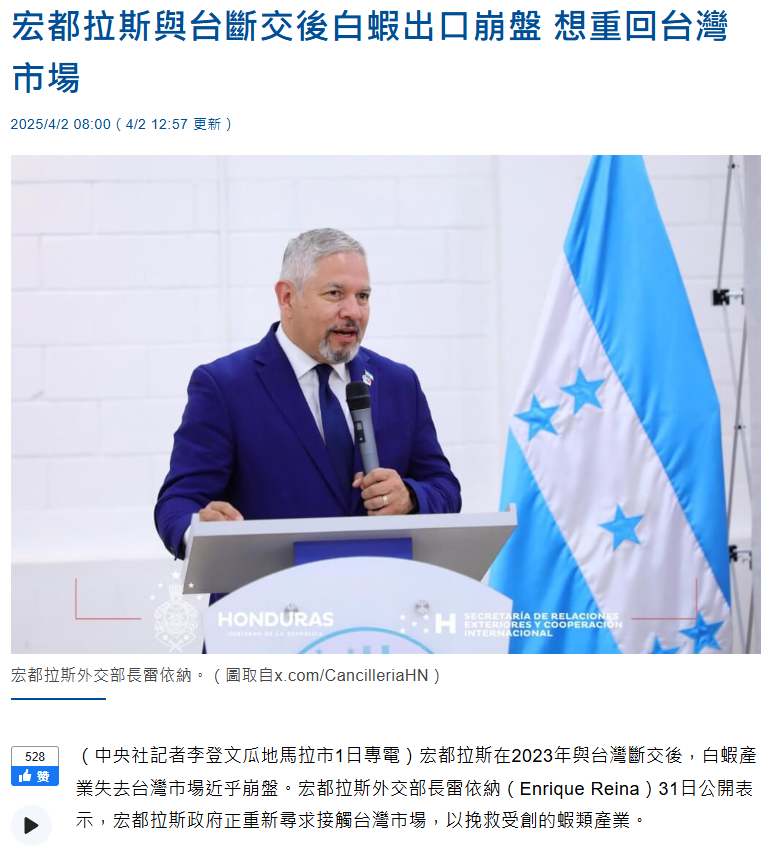 宏都拉斯與台斷交後白蝦出口崩盤 想重回台灣
市場
2025/4/2 08:00（4/2 12:57 更新）
HONDURAS
GOBIERNO DE LA REPÚBLICA
H
SECRETARÍA DE RELACIONES
EXTERIORES Y COOPERACIÓN
INTERNACIONAL
宏都拉斯外交部長雷依納。（圖取自x.com/CancilleriaHN）
528
讚
（中央社記者李登文瓜地馬拉市1日專電）宏都拉斯在2023年與台灣斷交後，白蝦產
業失去台灣市場近乎崩盤。宏都拉斯外交部長雷依納（Enrique Reina）31日公開表
示，宏都拉斯政府正重新尋求接觸台灣市場，以挽救受創的蝦類產業。